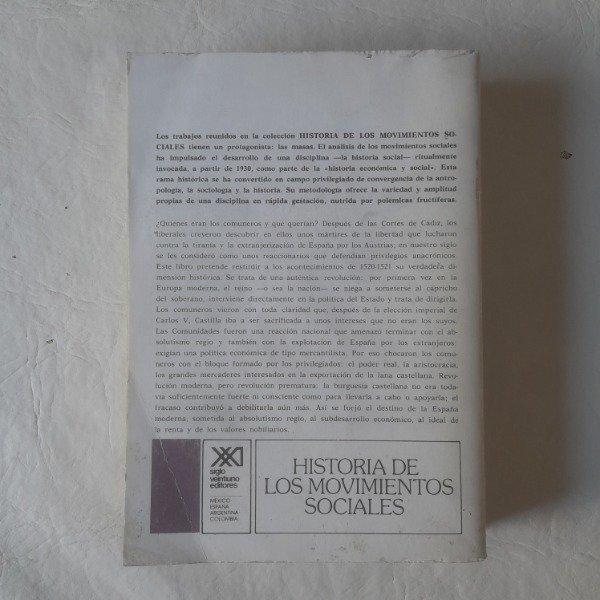 Los trabajos reunidos en la colección HISTORIA DE LOS MOVIMIENTOS SO-
CIALES tienen un protagonista: las masas. El análisis de los movimientos sociales
ha impulsado el desarrollo de una disciplina —la historia social— ritualmente
invocada, a partir de 1930, como parte de la «historia económica y social». Esta
rama histórica se ha convertido en campo privilegiado de convergencia de la antro-
pología, la sociología y la historia. Su metodología ofrece la variedad y amplitud
propias de una disciplina en rápida gestación, nutrida por polémicas fructíferas.
¿Quiénes eran los comuneros y qué querían? Después de las Cortes de Cádiz, los
liberales creyeron descubrir en ellos unos mártires de la libertad que lucharon
contra la tiranía y la extranjerización de España por los Austrias; en nuestro siglo
se les consideró como unos reaccionarios que defendían privilegios anacrónicos.
Este libro pretende restituir a los acontecimientos de 1520-1521 su verdadera di-
mensión histórica. Se trata de una auténtica revolución: por primera vez en la
Europa moderna, el reino —o sea la nación— se niega a someterse al capricho
del soberano, interviene directamente en la política del Estado y trata de dirigirla.
Los comuneros vieron con toda claridad que, después de la elección imperial de
Carlos V, Castilla iba a ser sacrificada a unos intereses que no eran los suyos.
Las Comunidades fueron una reacción nacional que amenazó terminar con el ab-
solutismo regio y también con la explotación de España por los extranjeros:
exigían una política económica de tipo mercantilista. Por eso chocaron los comu-
neros con el bloque formado por los privilegiados: el poder real, la aristocracia,
los grandes mercaderes interesados en la exportación de la lana castellana. Revo-
lución moderna, pero revolución prematura: la burguesía castellana no era toda-
vía suficientemente fuerte ni consciente como para llevarla a cabo o apoyarla; el
fracaso contribuyó a debilitarla aún más. Así se forjó el destino de la España
moderna, sometida al absolutismo regio, al subdesarrollo económico, al ideal de
la renta y de los valores nobiliarios.
siglo
veintiuno
editores
MÉXICO
ESPAÑA
ARGENTINA
COLOMBIA
HISTORIA DE
LOS MOVIMIENTOS
SOCIALES